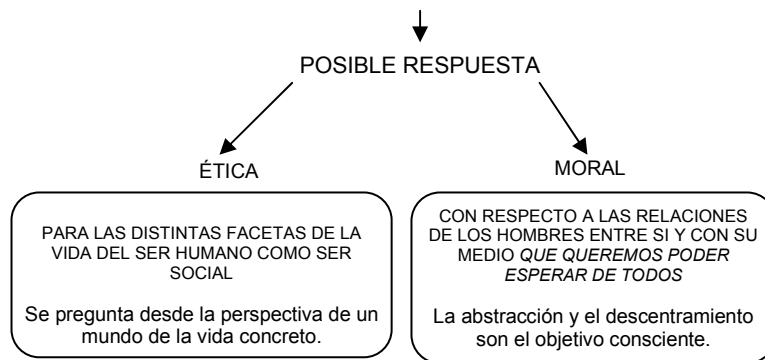 POSIBLE RESPUESTA
ÉTICA
PARA LAS DISTINTAS FACETAS DE LA
VIDA DEL SER HUMANO COMO SER
SOCIAL
Se pregunta desde la perspectiva de un
mundo de la vida concreto.
MORAL
CON RESPECTO A LAS RELACIONES
DE LOS HOMBRES ENTRE SI Y CON SU
MEDIO QUE QUEREMOS PODER
ESPERAR DE TODOS
La abstracción y el descentramiento
son el objetivo consciente.